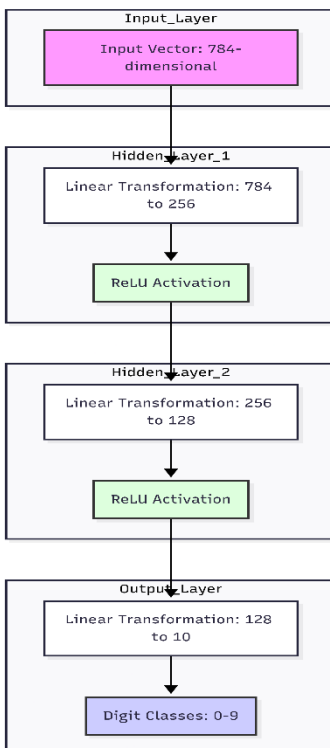 Input_Layer
Input Vector: 784-
dimensional
Hidden_Layer_1
Linear Transformation: 784
to 256
ReLU Activation
Hidden_Layer_2
Linear Transformation: 256
to 128
ReLU Activation
Output_Layer
Linear Transformation: 128
to 10
Digit Classes: 0-9